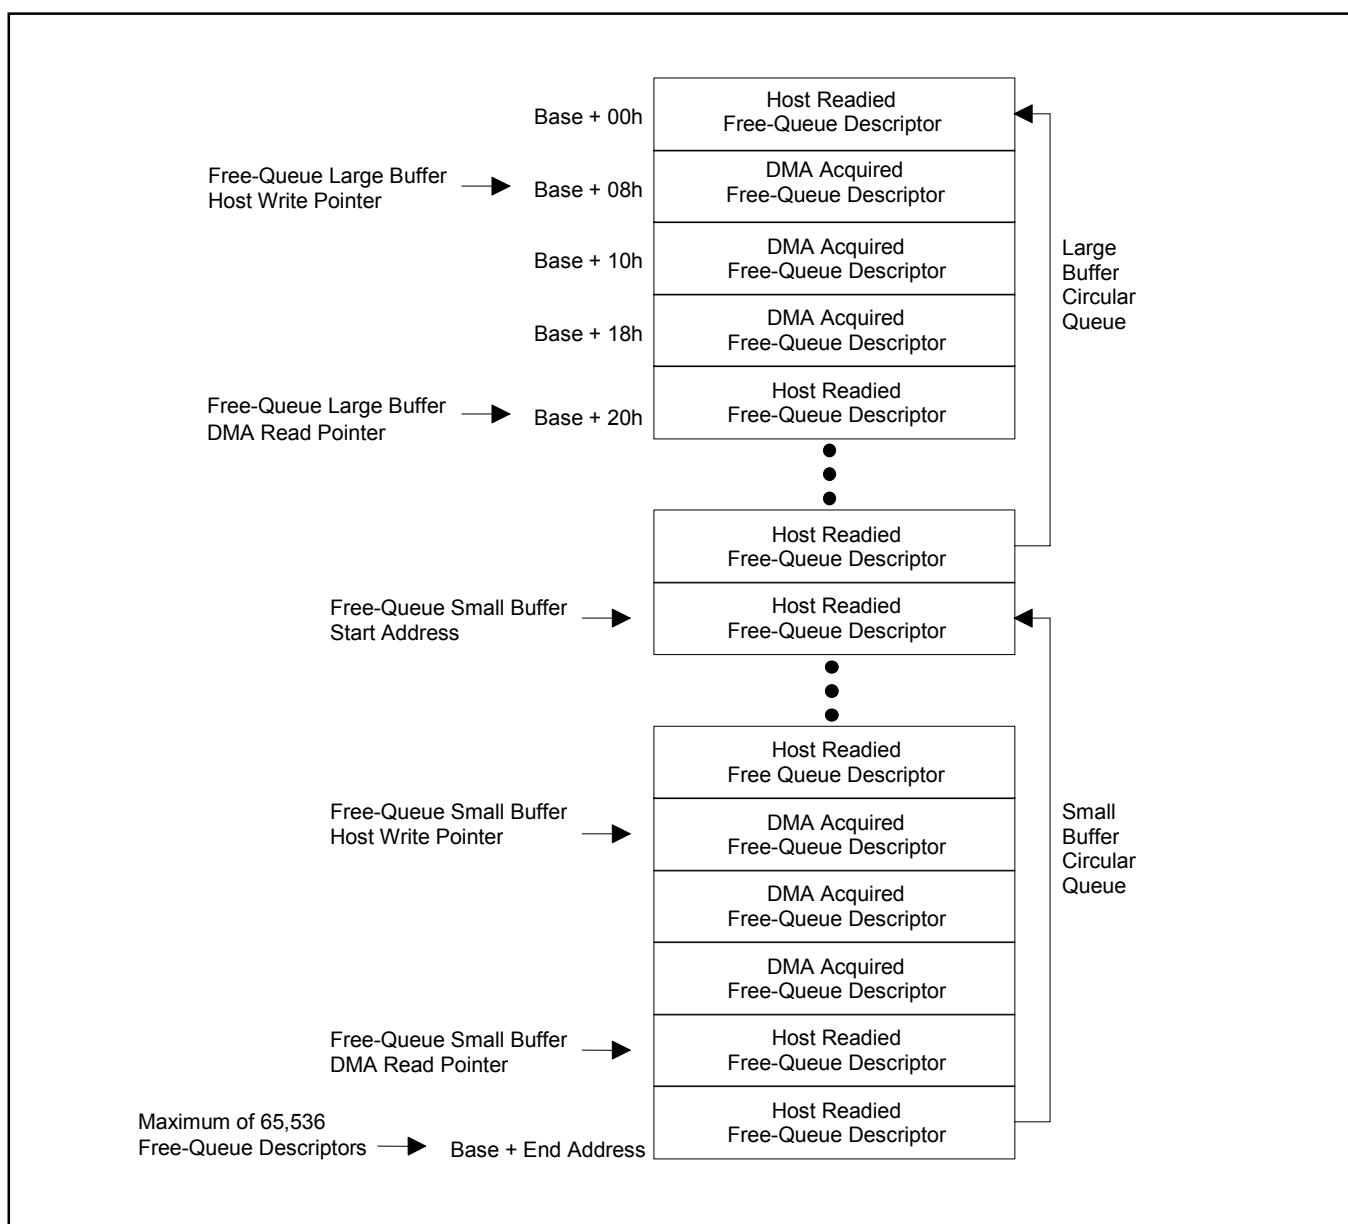 Host Readied
Free-Queue Descriptor
Base + 00h
Free-Queue Large Buffer
Host Write Pointer
Base + 08h
DMA Acquired
Free-Queue Descriptor
Base + 10h
DMA Acquired
Free-Queue Descriptor
Large
Buffer
Circular
Queue
Base + 18h
DMA Acquired
Free-Queue Descriptor
Free-Queue Large Buffer
DMA Read Pointer
Base + 20h
Host Readied
Free-Queue Descriptor
Host Readied
Free-Queue Descriptor
Free-Queue Small Buffer
Start Address
Host Readied
Free-Queue Descriptor
Host Readied
Free Queue Descriptor
Free-Queue Small Buffer
Host Write Pointer
DMA Acquired
Free-Queue Descriptor
Small
Buffer
Circular
Queue
DMA Acquired
Free-Queue Descriptor
DMA Acquired
Free-Queue Descriptor
Free-Queue Small Buffer
DMA Read Pointer
Host Readied
Free-Queue Descriptor
Maximum of 65,536
Free-Queue Descriptors
Base + End Address
Host Readied
Free-Queue Descriptor